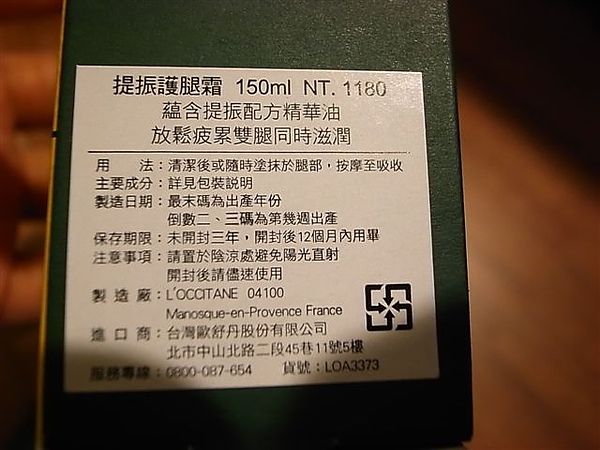 提振護腿霜 150ml NT. 1180
蘊含提振配方精華油
放鬆疲累雙腿同時滋潤
用 法：清潔後或隨時塗抹於腿部，按摩至吸收
主要成分：詳見包裝說明
製造日期：最末碼為出產年份
倒數二、三碼為第幾週出產
保存期限：未開封三年，開封後12個月內用畢
注意事項：請置於陰涼處避免陽光直射
開封後請儘速使用
製 造 廠：L'OCCITANE 04100
Manosque-en-Provence France
進 口 商：台灣歐舒丹股份有限公司
北市中山北路二段45巷11號5樓
服務專線：0800-087-654 貨號：LOA3373